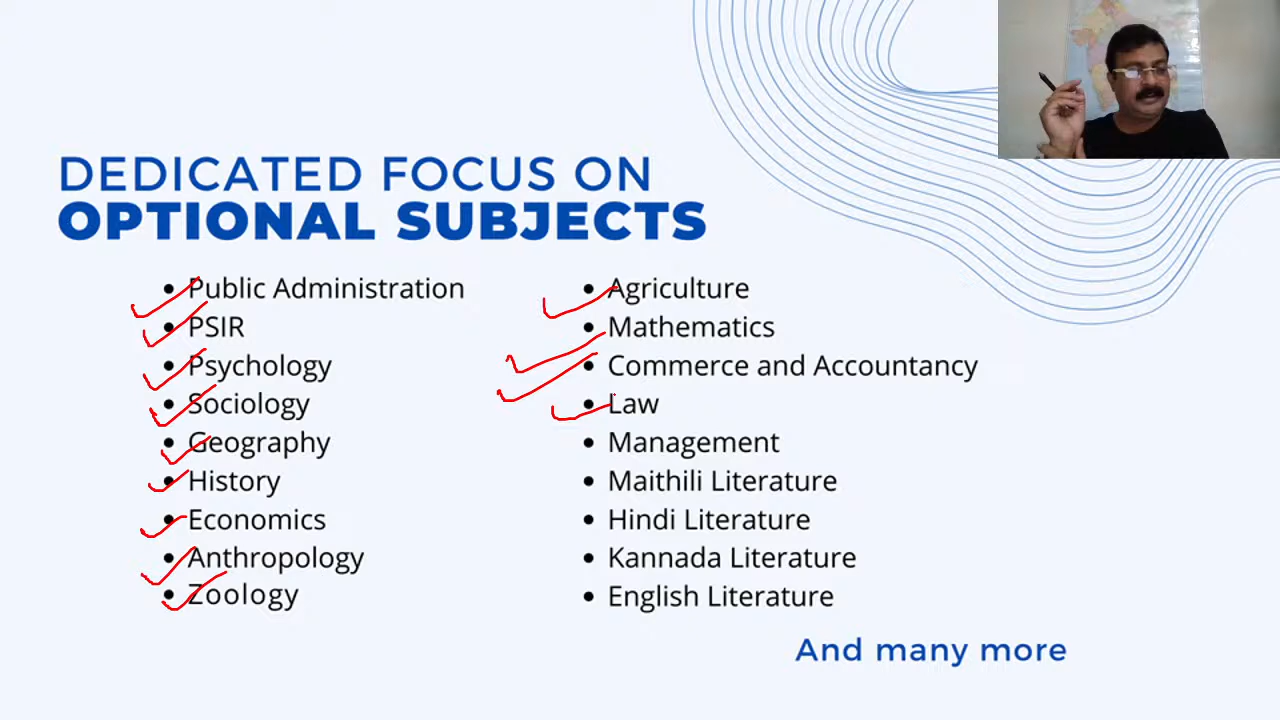 DEDICATED FOCUS ON
OPTIONAL SUBJECTS
• Public Administration
• PSIR
• Psychology
• Sociology
• Geography
• History
• Economics
• Anthropology
• Zoology
• Agriculture
• Mathematics
• Commerce and Accountancy
• Law
• Management
• Maithili Literature
• Hindi Literature
• Kannada Literature
• English Literature
And many more